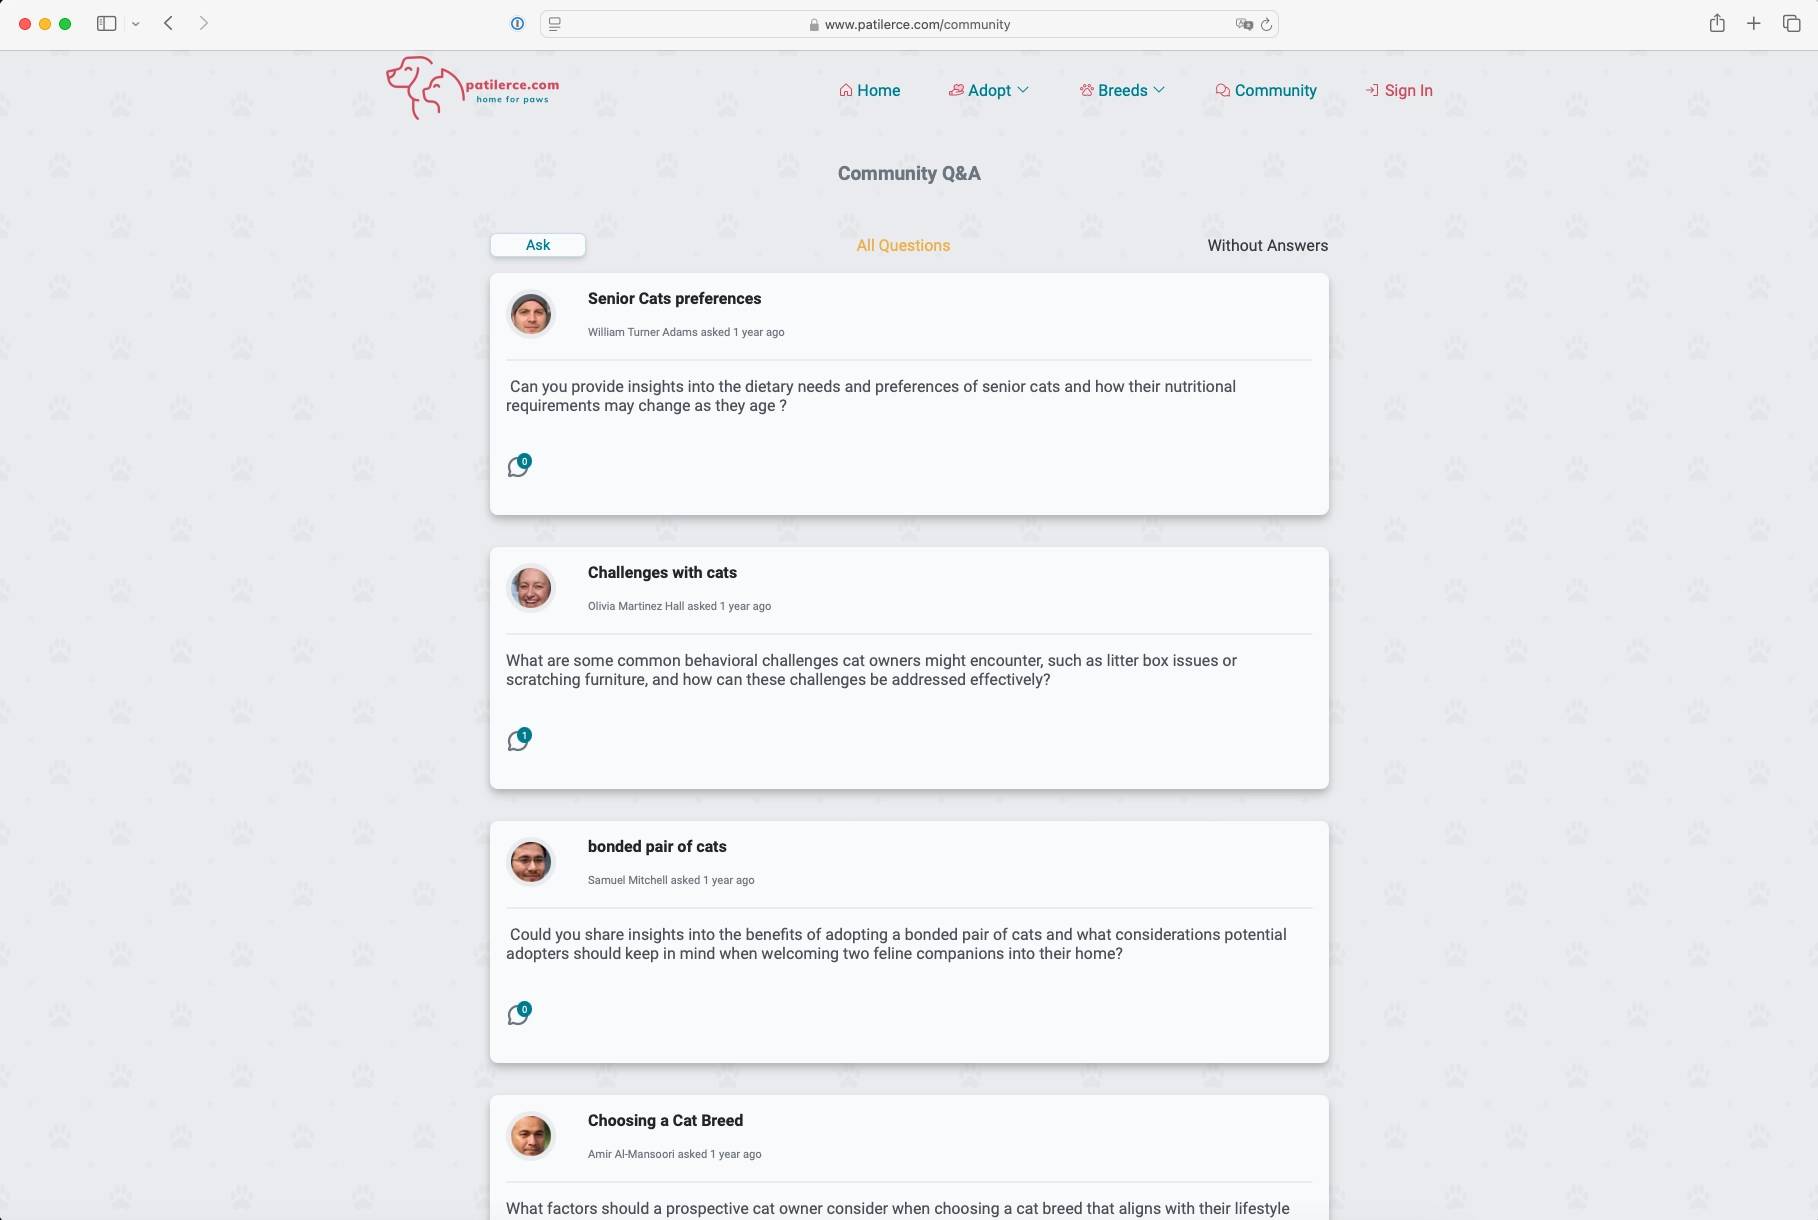 www.patilerce.com/community
patilerce.com
home for paws
Home
Adopt
Breeds
Community
Sign In
Community Q&A
Ask
All Questions
Without Answers
Senior Cats preferences
William Turner Adams asked 1 year ago
Can you provide insights into the dietary needs and preferences of senior cats and how their nutritional
requirements may change as they age ?
0
Challenges with cats
Olivia Martinez Hall asked 1 year ago
What are some common behavioral challenges cat owners might encounter, such as litter box issues or
scratching furniture, and how can these challenges be addressed effectively?
1
bonded pair of cats
Samuel Mitchell asked 1 year ago
Could you share insights into the benefits of adopting a bonded pair of cats and what considerations potential
adopters should keep in mind when welcoming two feline companions into their home?
0
Choosing a Cat Breed
Amir Al-Mansoori asked 1 year ago
What factors should a prospective cat owner consider when choosing a cat breed that aligns with their lifestyle